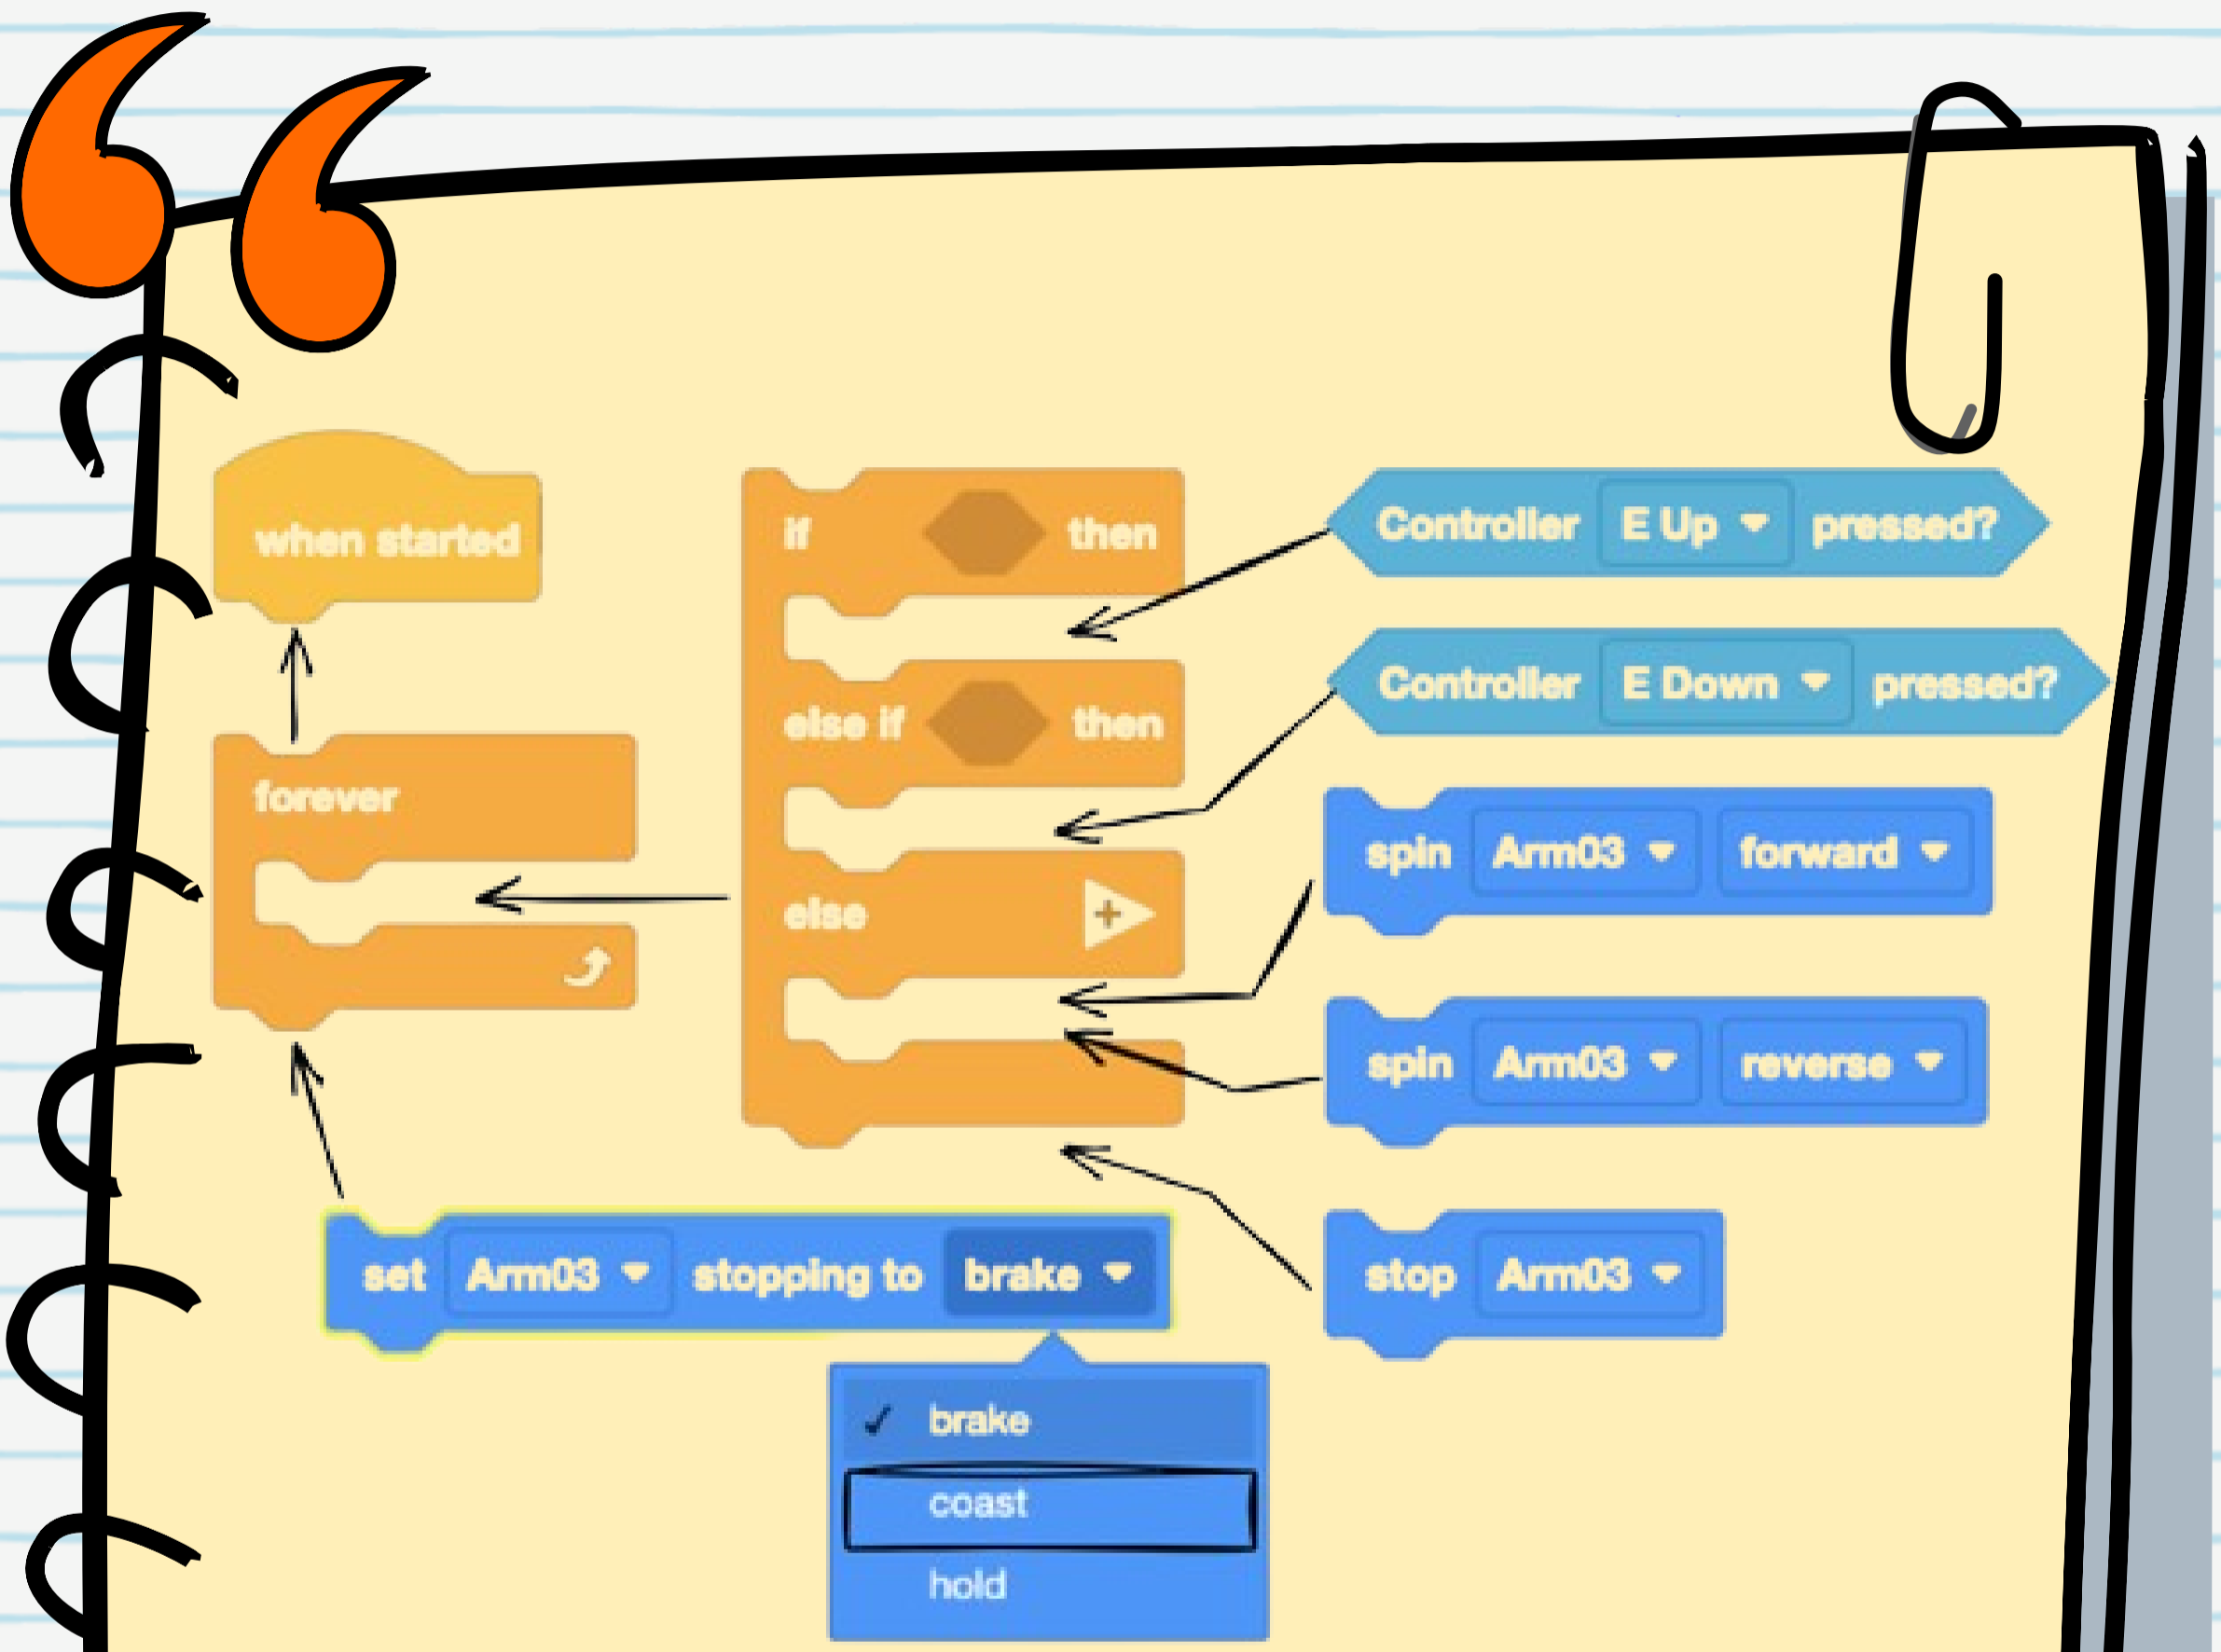 when started
forever
if then
else if then
else +
Controller E Up pressed?
Controller E Down pressed?
spin Arm03 forward
spin Arm03 reverse
stop Arm03
set Arm03 stopping to brake
✓ brake
coast
hold